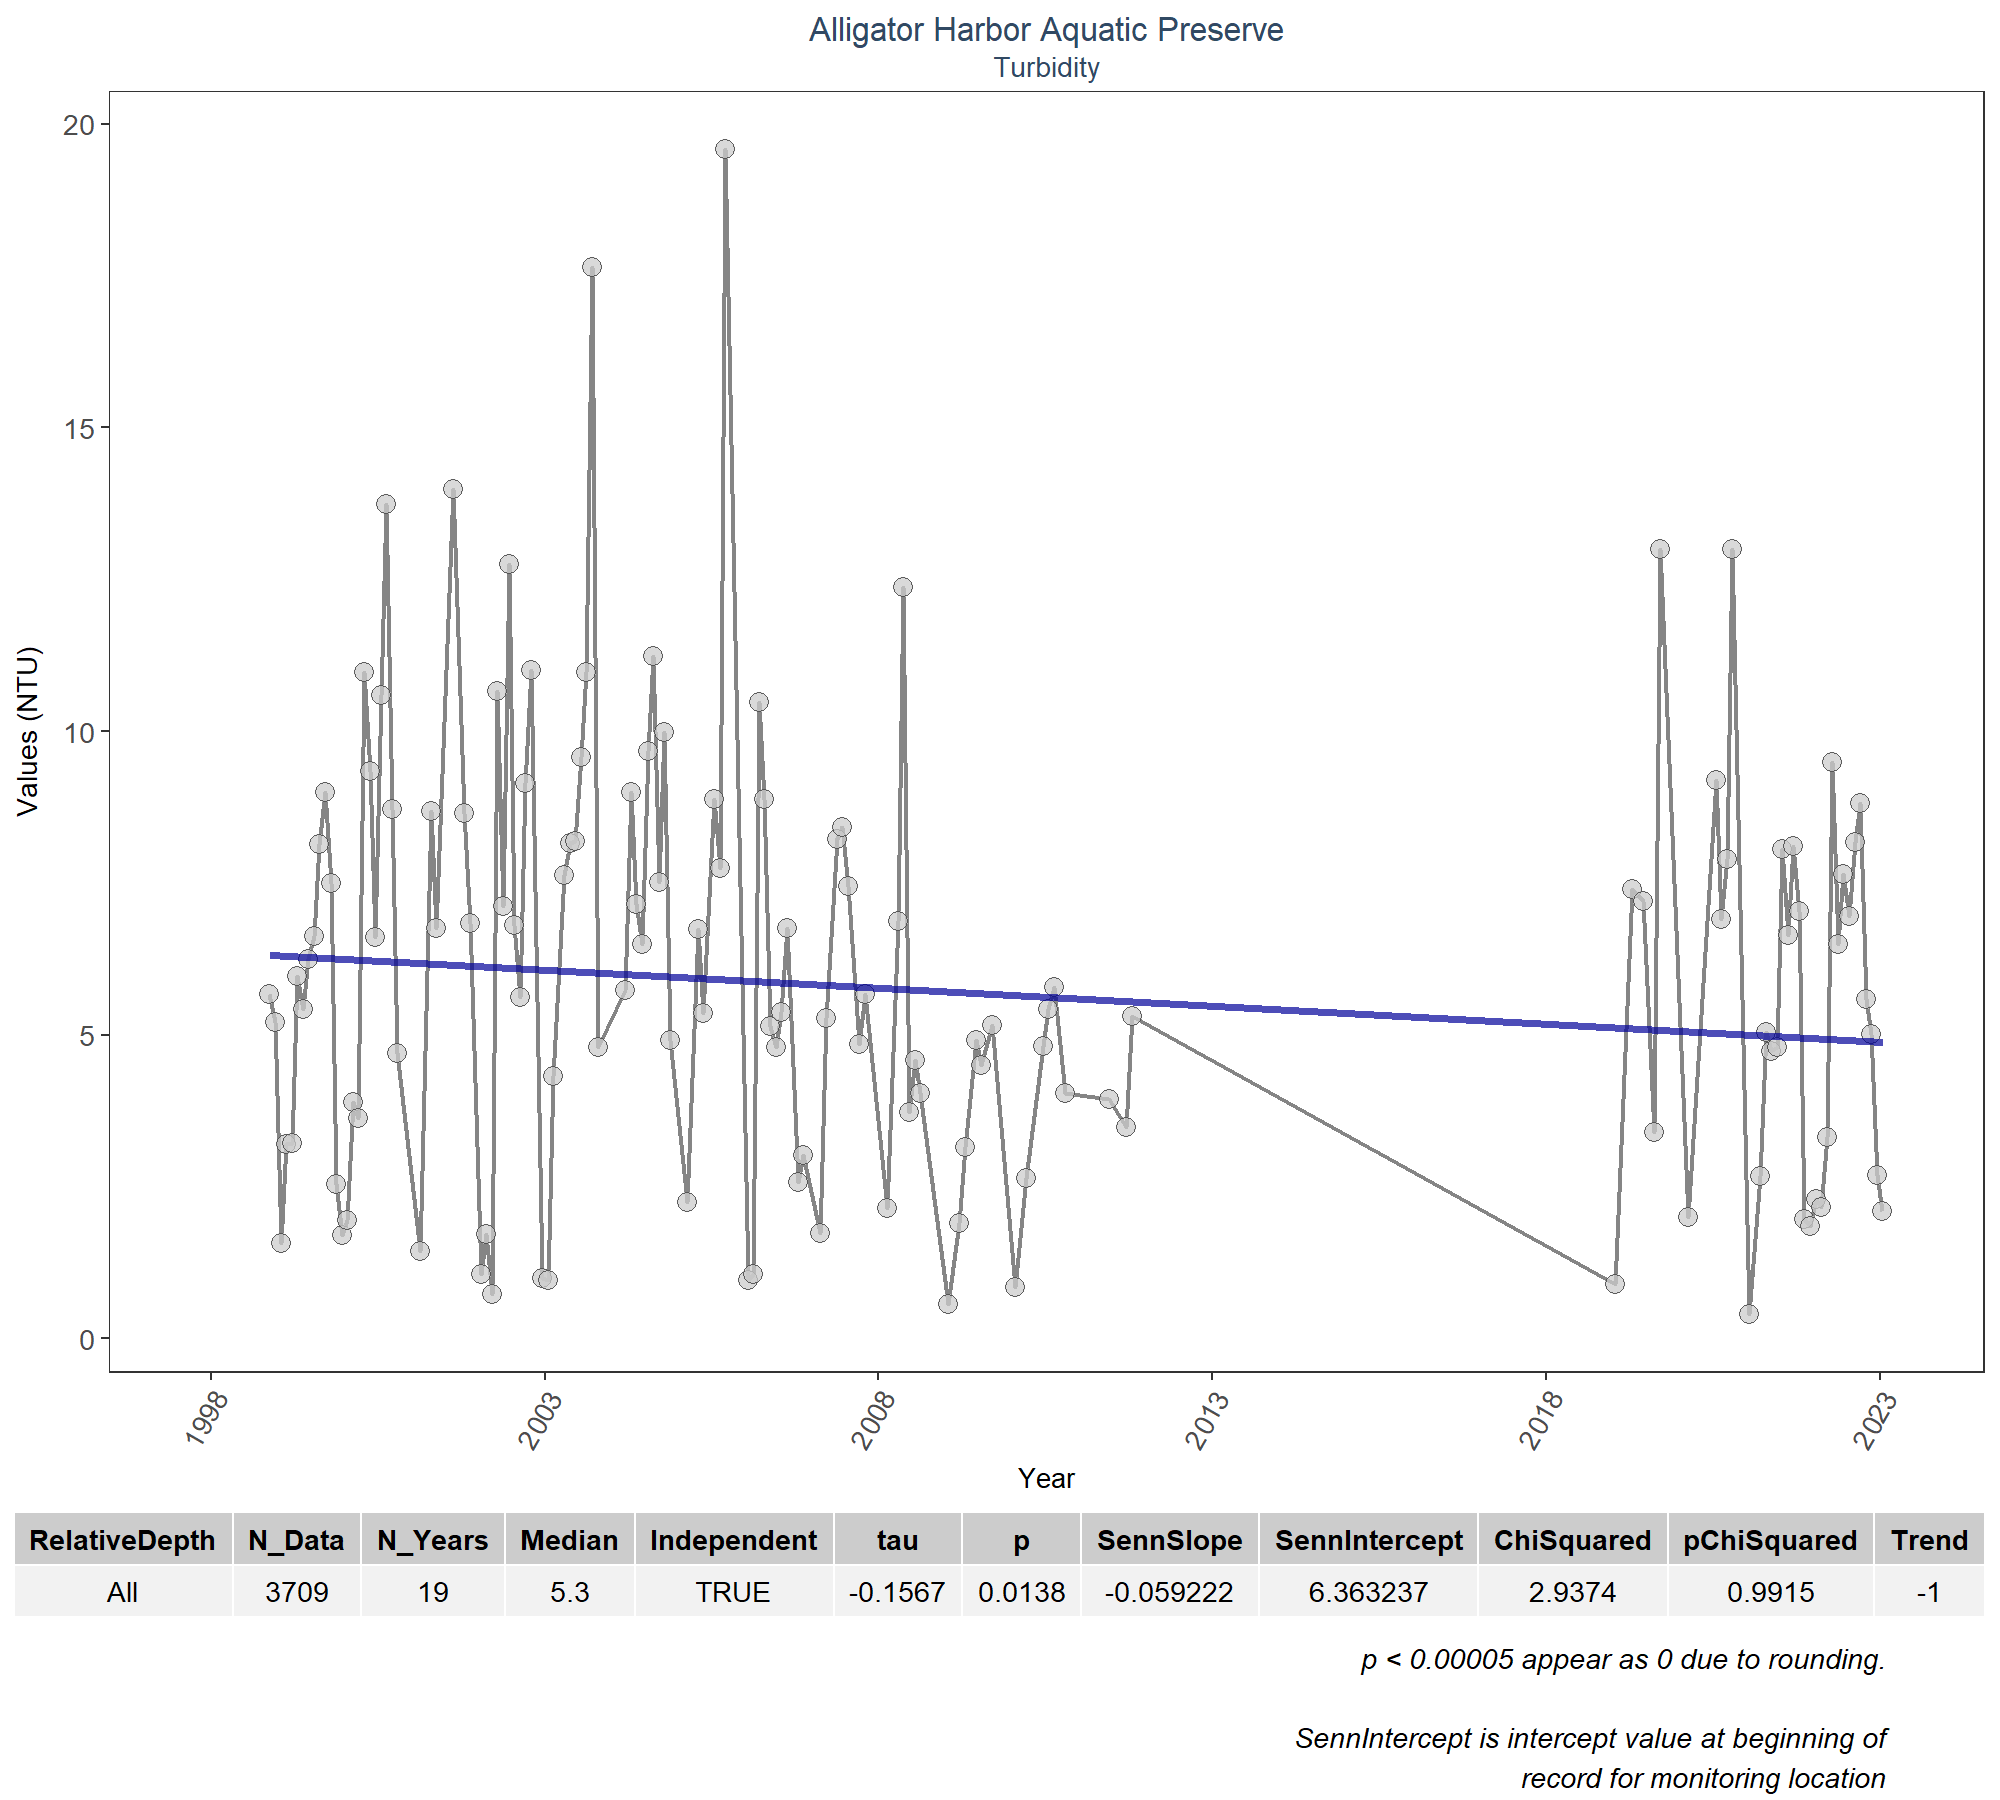 Alligator Harbor Aquatic Preserve
Turbidity
20
15
10
5
0
Values (NTU)
1998
2003
2008
2013
2018
2023
Year
RelativeDepth N_Data N_Years Median Independent tau p SennSlope SennIntercept ChiSquared pChiSquared Trend
All 3709 19 5.3 TRUE -0.1567 0.0138 -0.059222 6.363237 2.9374 0.9915 -1
p < 0.00005 appear as 0 due to rounding.
SennIntercept is intercept value at beginning of
record for monitoring location